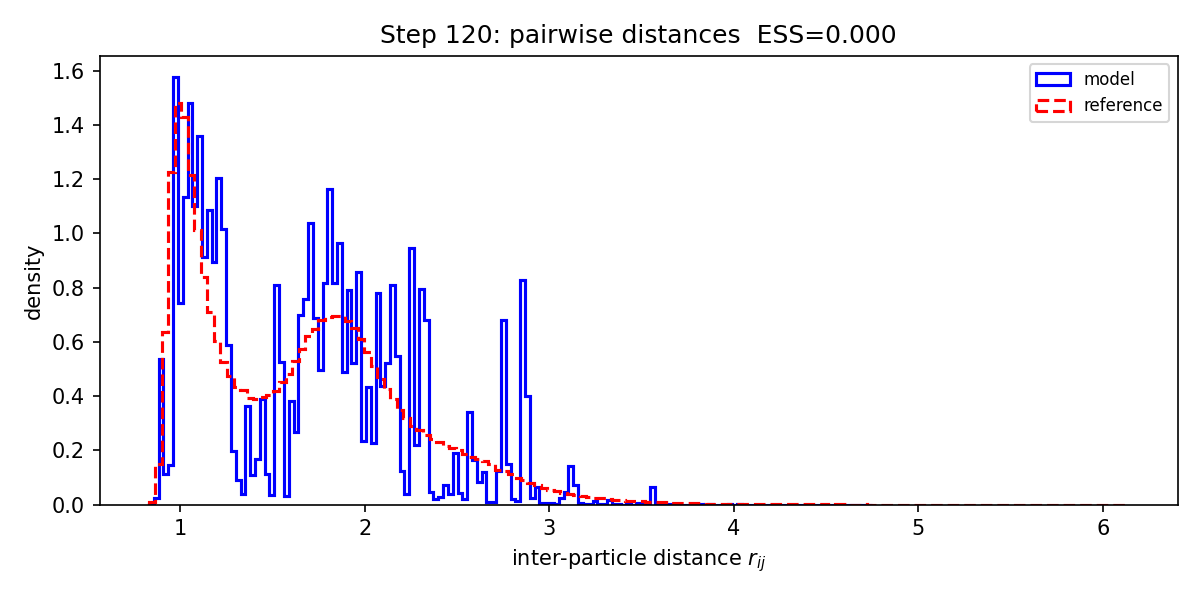 Step 120: pairwise distances  ESS=0.000
model
reference
density
1.6
1.4
1.2
1.0
0.8
0.6
0.4
0.2
0.0
1 2 3 4 5 6
inter-particle distance r_ij